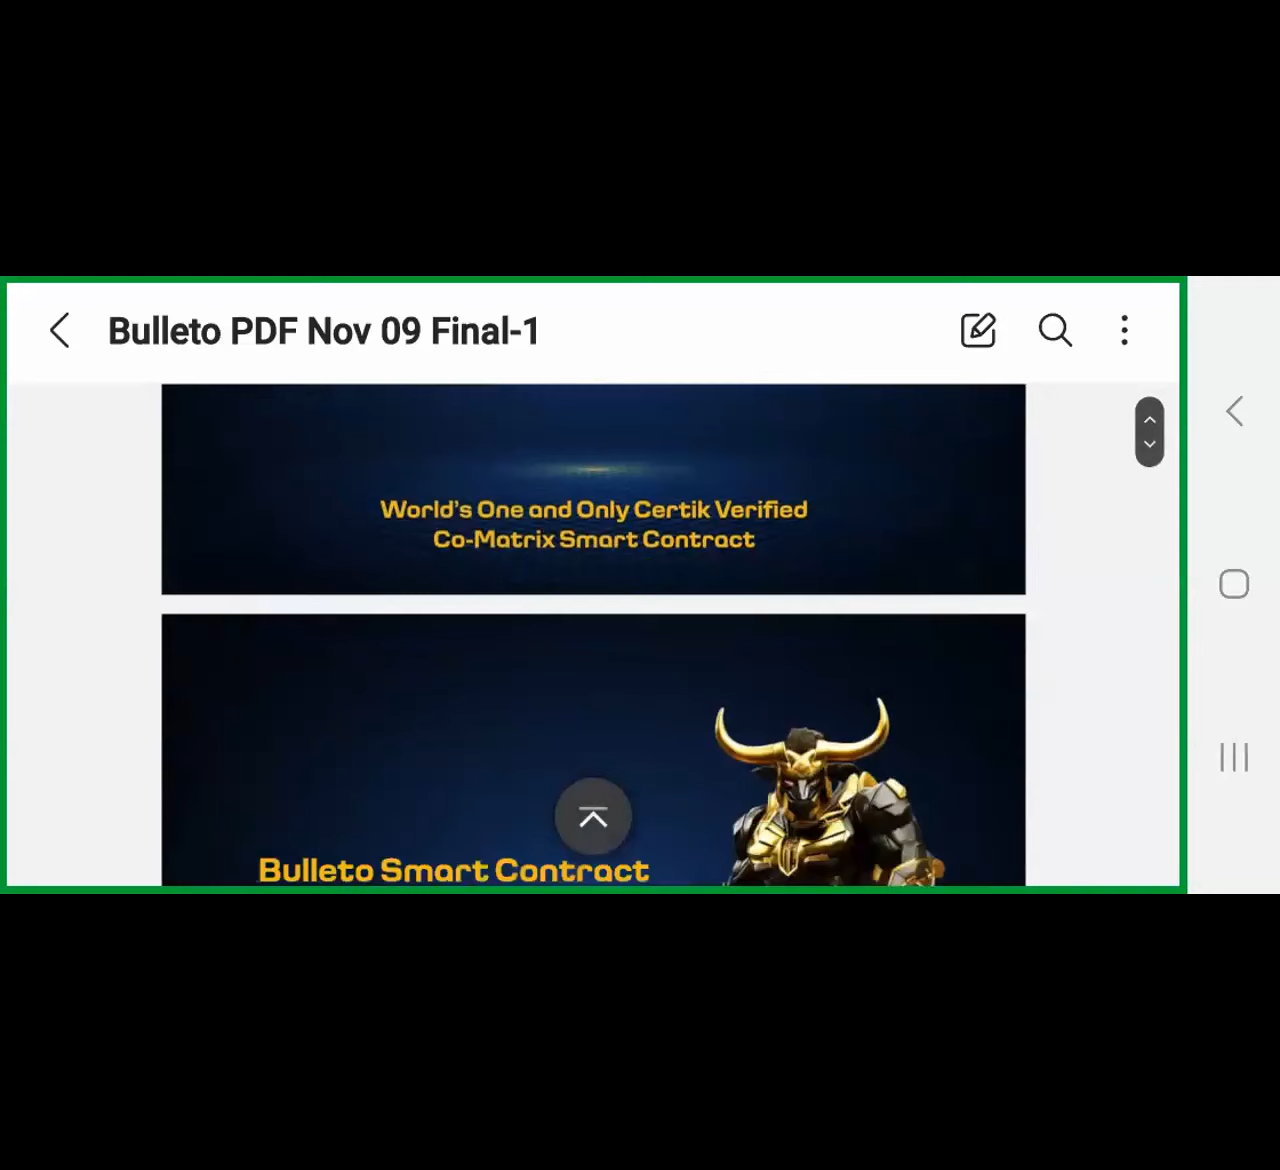 Bulleto PDF Nov 09 Final-1
World's One and Only Certik Verified
Co-Matrix Smart Contract
Bulleto Smart Contract